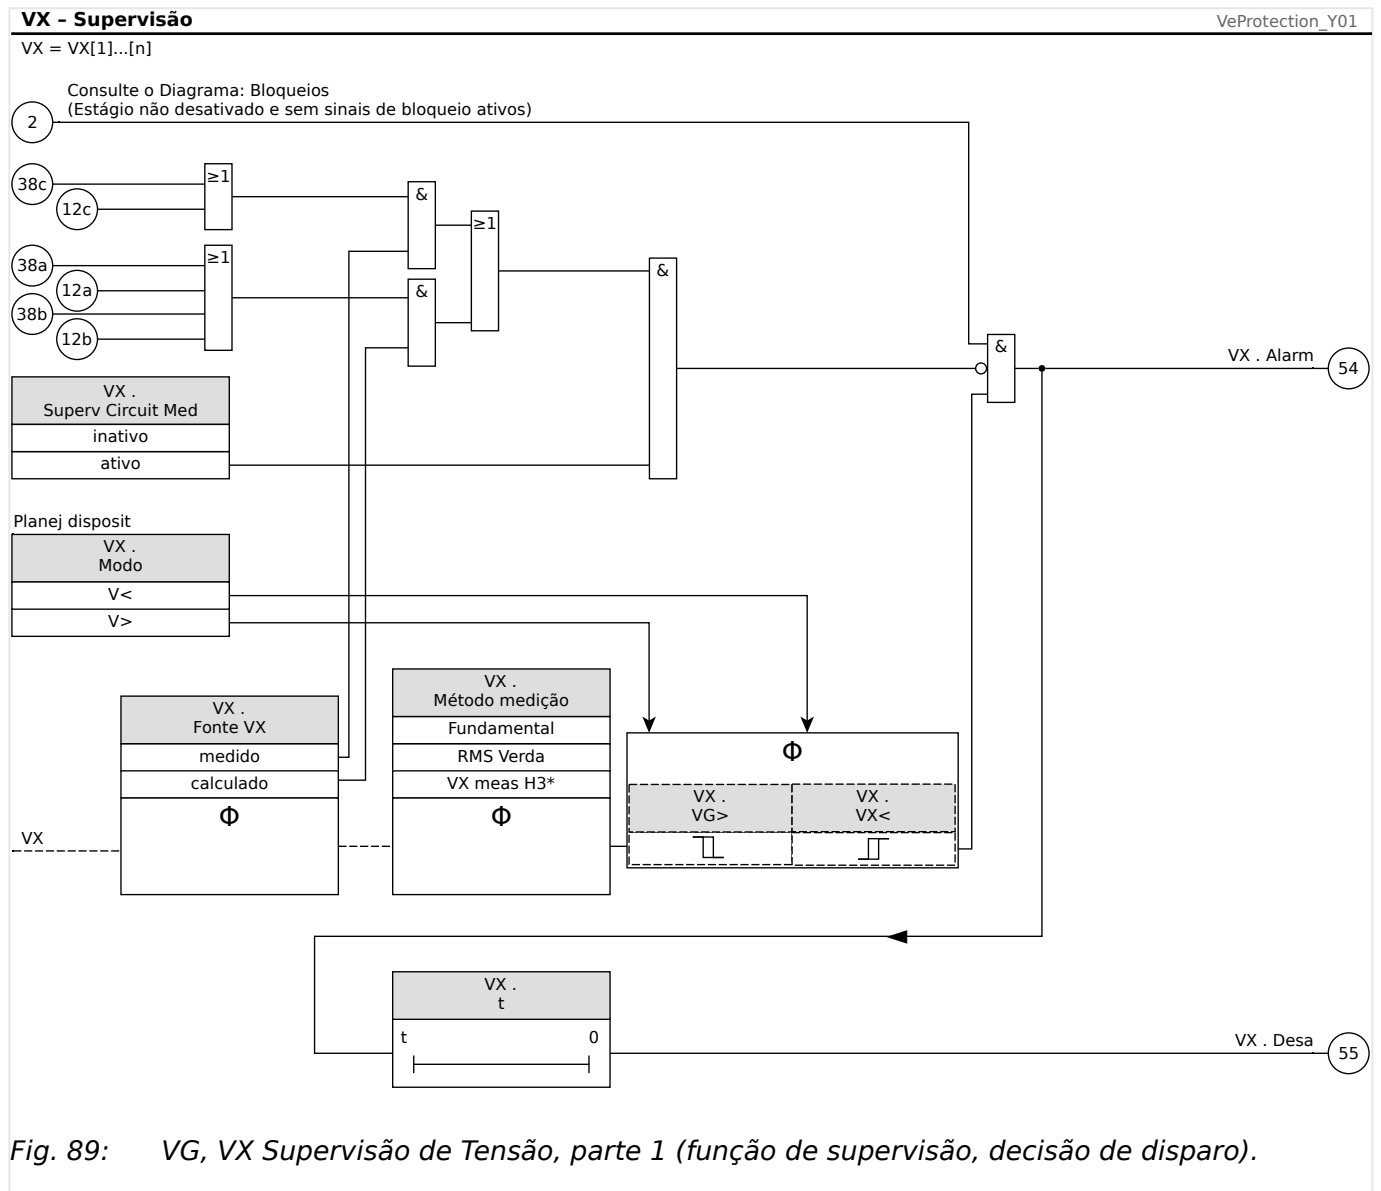 VX – Supervisão
VeProtection_Y01
VX = VX[1]...[n]
Consulte o Diagrama: Bloqueios
(Estágio não desativado e sem sinais de bloqueio ativos)
2
38c
12c
≥1
&
≥1
38a
12a
38b
12b
≥1
&
&
&
VX . Alarm
54
VX .
Superv Circuit Med
inativo
ativo
Planej disposit
VX .
Modo
V<
V>
VX .
Fonte VX
medido
calculado
Φ
VX
VX .
Método medição
Fundamental
RMS Verda
VX meas H3*
Φ
Φ
VX .
VG>
VX .
VX<
VX .
t
t 0
VX . Desa
55
Fig. 89: VG, VX Supervisão de Tensão, parte 1 (função de supervisão, decisão de disparo).